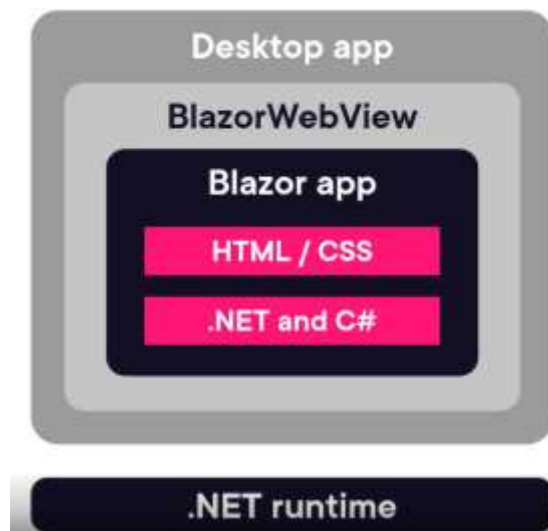 Desktop app
BlazorWebView
Blazor app
HTML / CSS
.NET and C#
.NET runtime